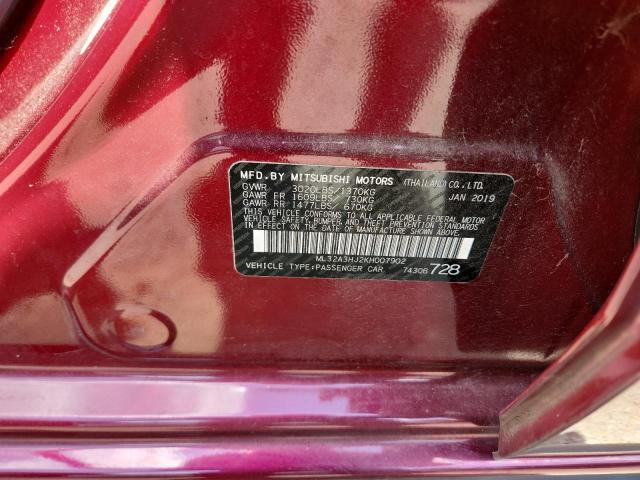 MFD.BY MITSUBISHI MOTORS (THAILAND) CO., LTD.
GVWR 3020LBS/1370KG JAN 2019
GAWR FR 1609LBS/ 730KG
GAWR RR 1477LBS/ 670KG
THIS VEHICLE CONFORMS TO ALL APPLICABLE FEDERAL MOTOR
VEHICLE SAFETY, BUMPER, AND THEFT PREVENTION STANDARDS
IN EFFECT ON THE DATE OF MANUFACTURE SHOWN ABOVE.
ML32A3HJ2KH007902
VEHICLE TYPE:PASSENGER CAR 7430B 728